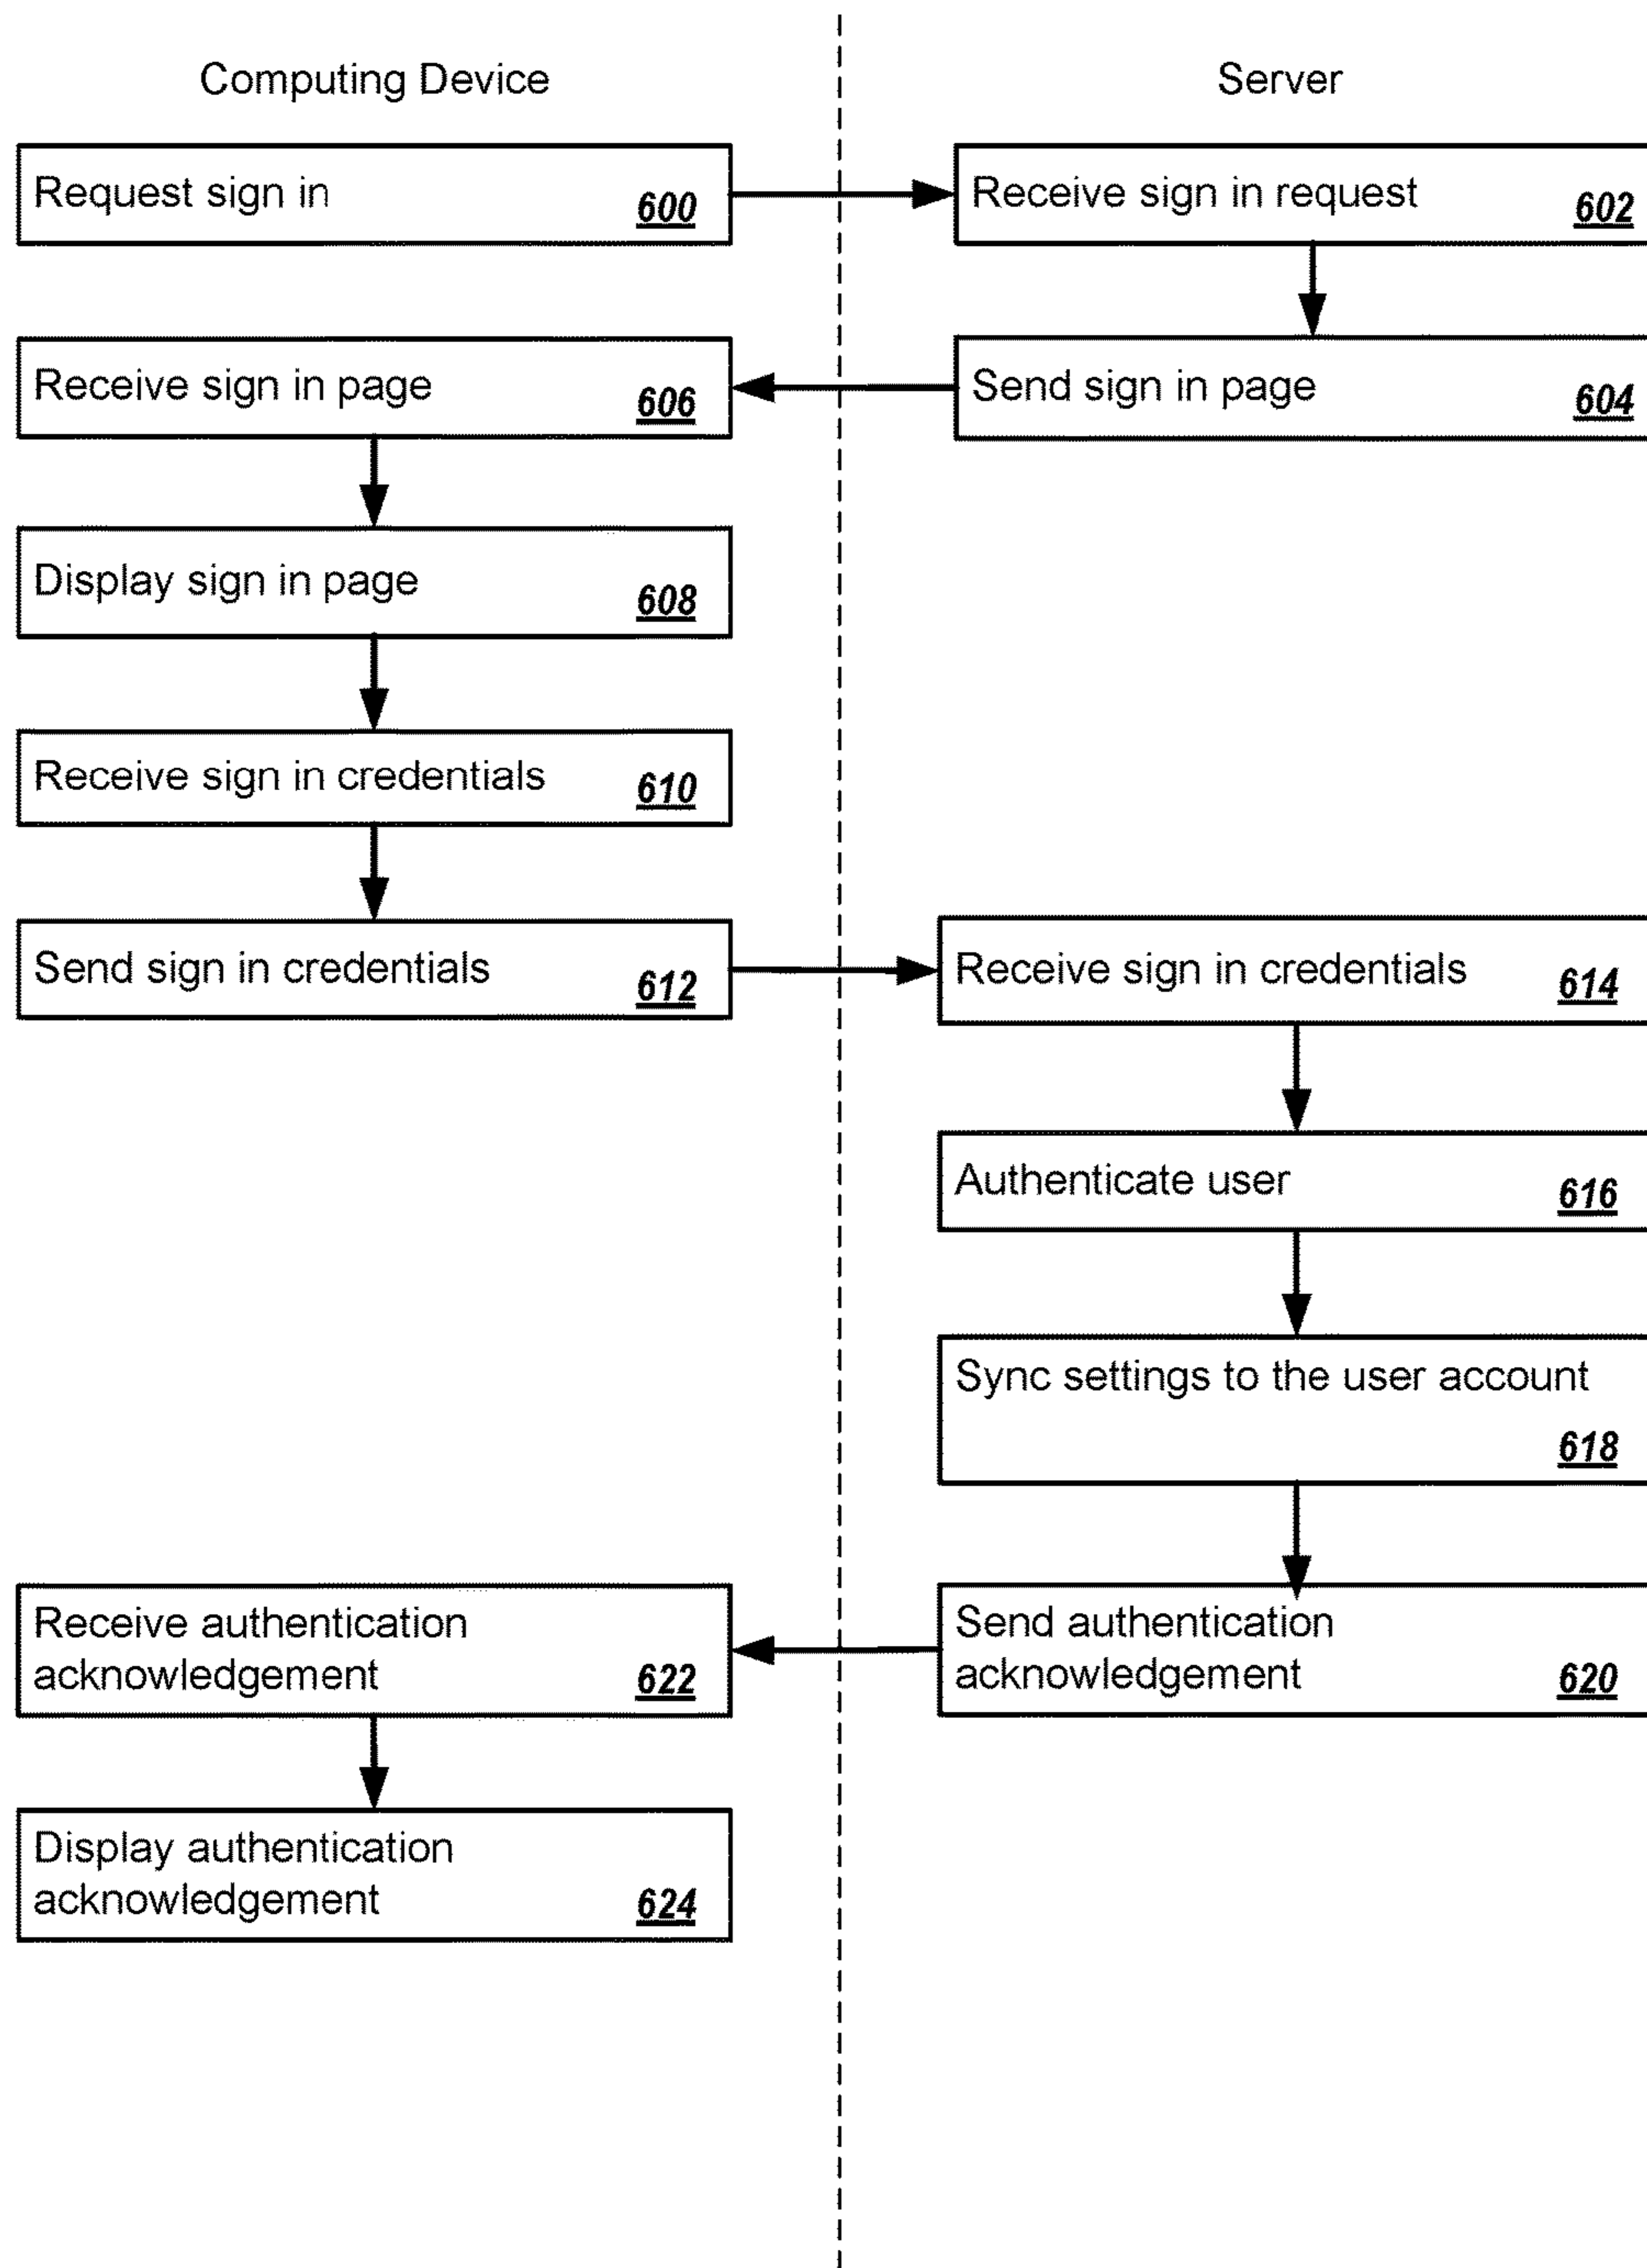 Computing Device
Server
Request sign in
600
Receive sign in request
602
Receive sign in page
606
Send sign in page
604
Display sign in page
608
Receive sign in credentials
610
Send sign in credentials
612
Receive sign in credentials
614
Authenticate user
616
Sync settings to the user account
618
Receive authentication
acknowledgement
622
Send authentication
acknowledgement
620
Display authentication
acknowledgement
624